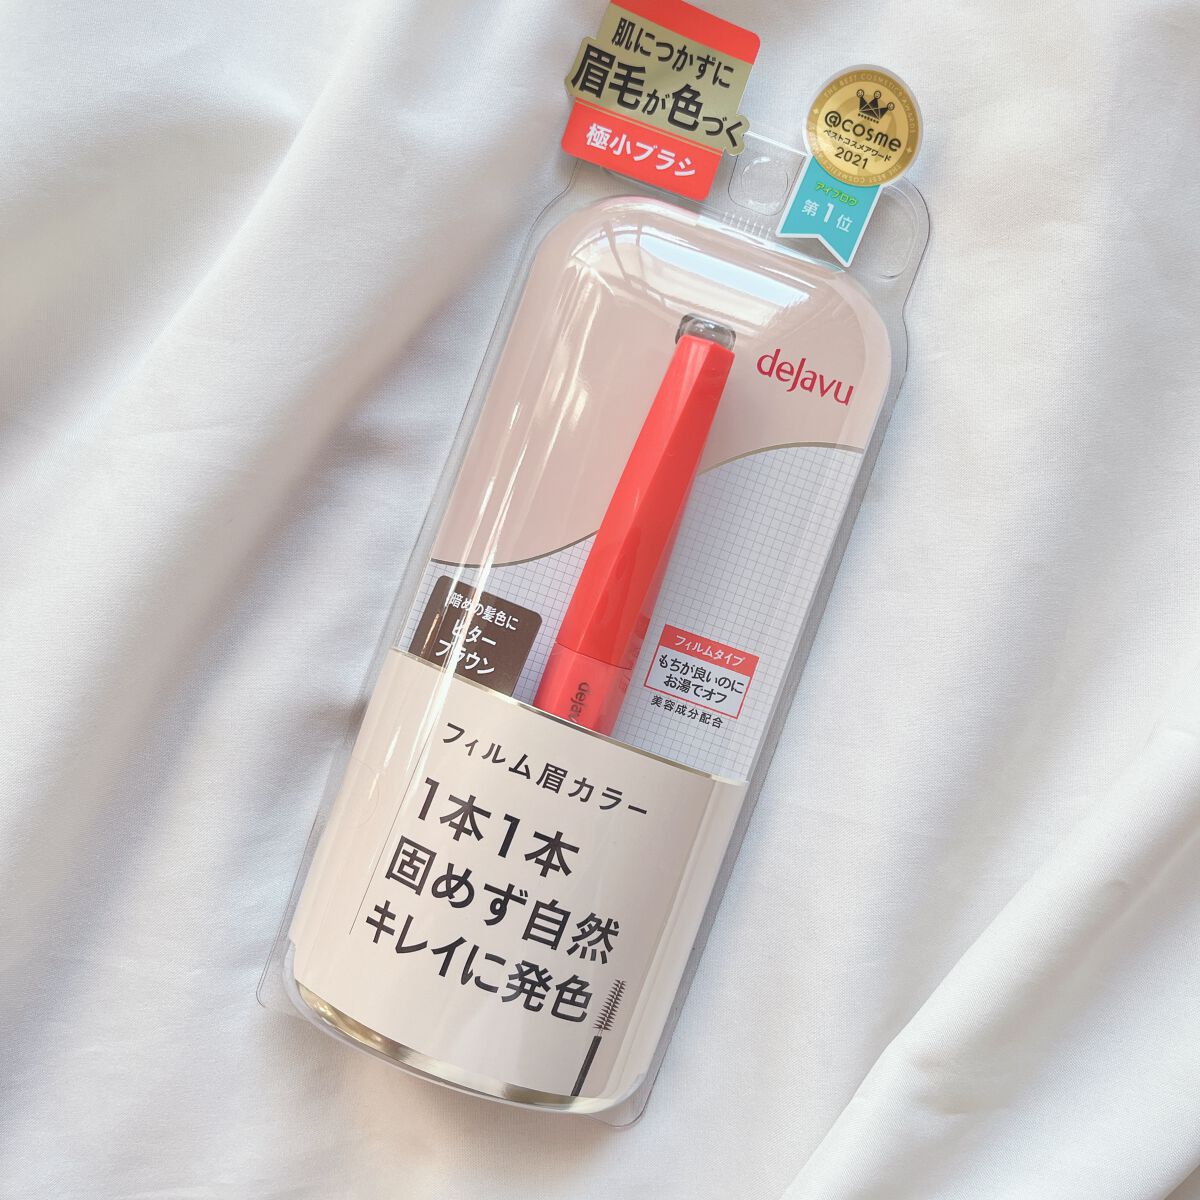 肌につかずに
眉毛が色づく
極小ブラシ
THE BEST COSMETICS AWARDS
@cosme
ベストコスメアワード
2021
アイブロウ
第1位
dejavu
暗めの髪色に
ビター
ブラウン
dejavu
フィルムタイプ
もちが良いのに
お湯でオフ
美容成分配合
フィルム眉カラー
1本1本
固めず自然
キレイに発色